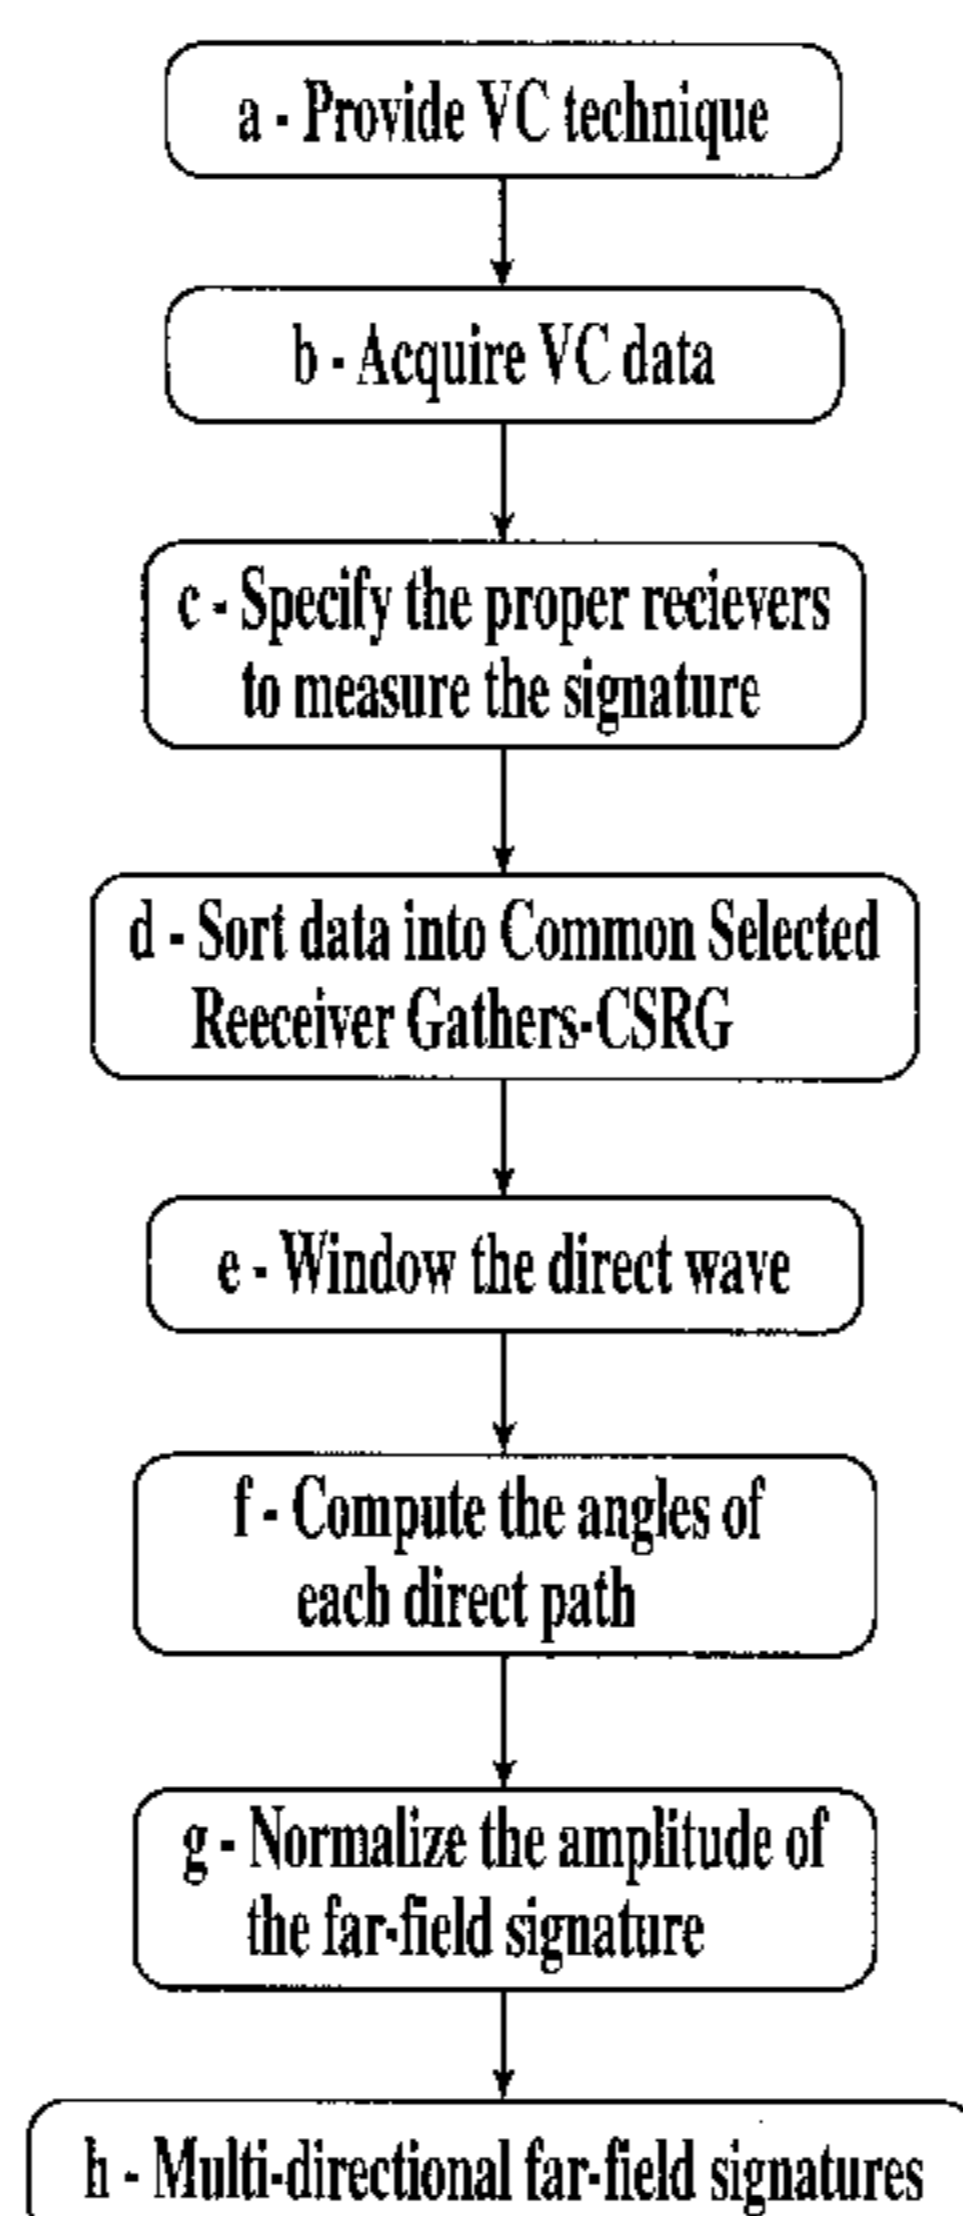 a - Provide VC technique
b - Acquire VC data
c - Specify the proper recievers
to measure the signature
d - Sort data into Common Selected
Reeceiver Gathers-CSRG
e - Window the direct wave
f - Compute the angles of
each direct path
g - Normalize the amplitude of
the far-field signature
h - Multi-directional far-field signatures